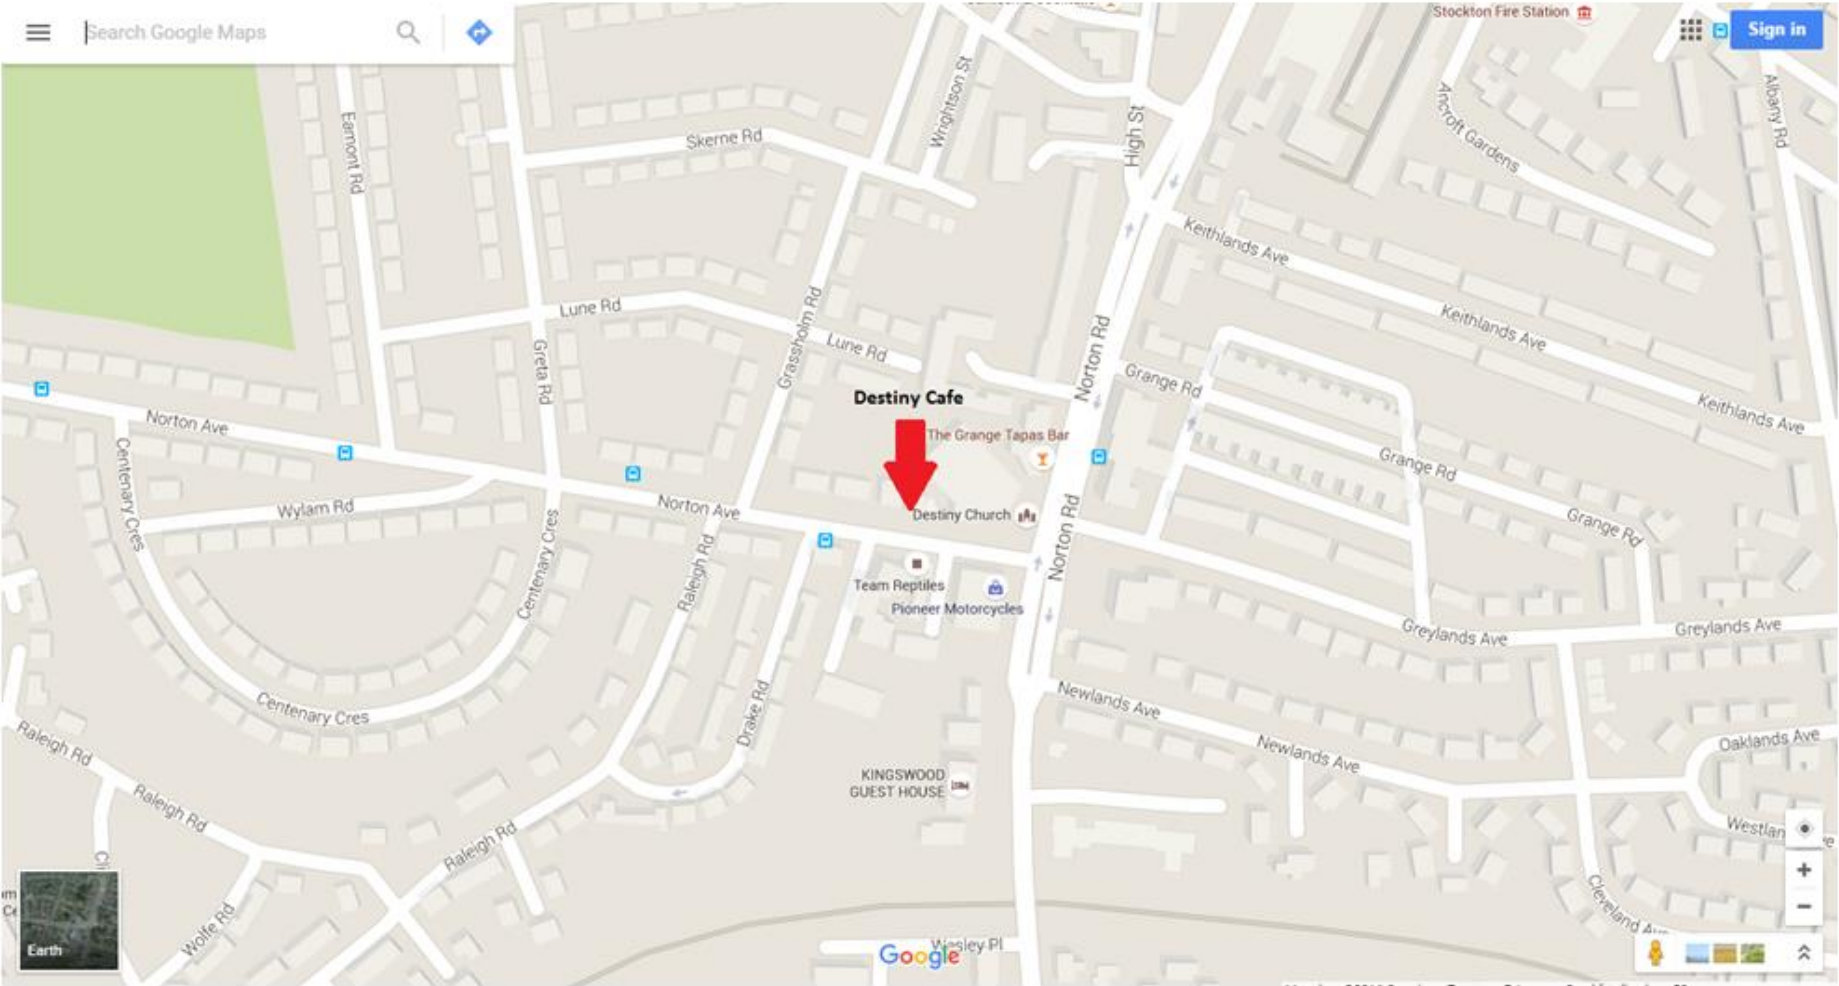 Search Google Maps
Sign in
Stockton Fire Station
Albany Rd
Ancroft Gardens
Wrightson St
High St
Eamont Rd
Skerne Rd
Keithlands Ave
Keithlands Ave
Keithlands Ave
Lune Rd
Lune Rd
Grassholm Rd
Greta Rd
Norton Rd
Grange Rd
Destiny Cafe
The Grange Tapas Bar
Norton Ave
Centenary Cres
Grange Rd
Wylam Rd
Norton Ave
Destiny Church
Norton Rd
Grange Rd
Centenary Cres
Raleigh Rd
Team Reptiles
Pioneer Motorcycles
Greylands Ave
Greylands Ave
Centenary Cres
Drake Rd
Newlands Ave
Newlands Ave
Oaklands Ave
Raleigh Rd
KINGSWOOD
GUEST HOUSE
Raleigh Rd
Raleigh Rd
Cleveland Ave
Wolfe Rd
Earth
Wesley Pl
Google